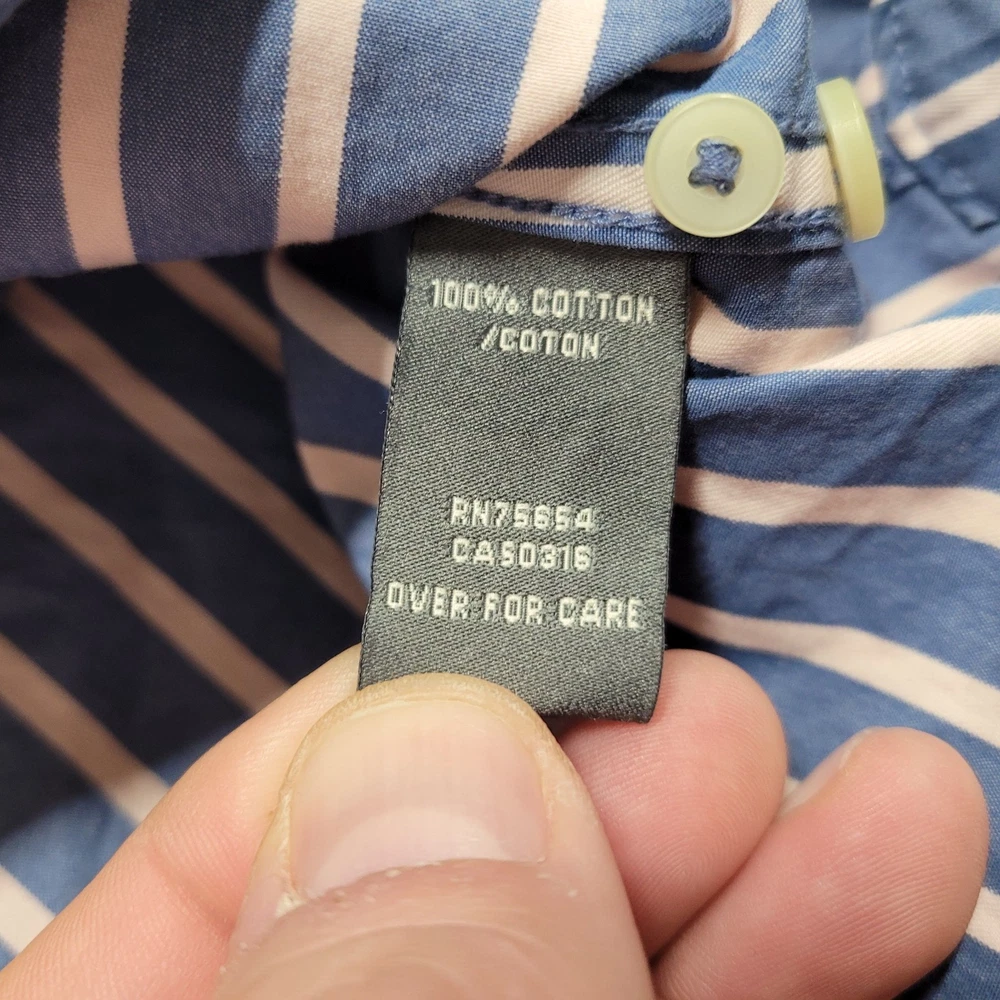 100% COTTON
/COTON
RN75654
CA50316
OVER FOR CARE